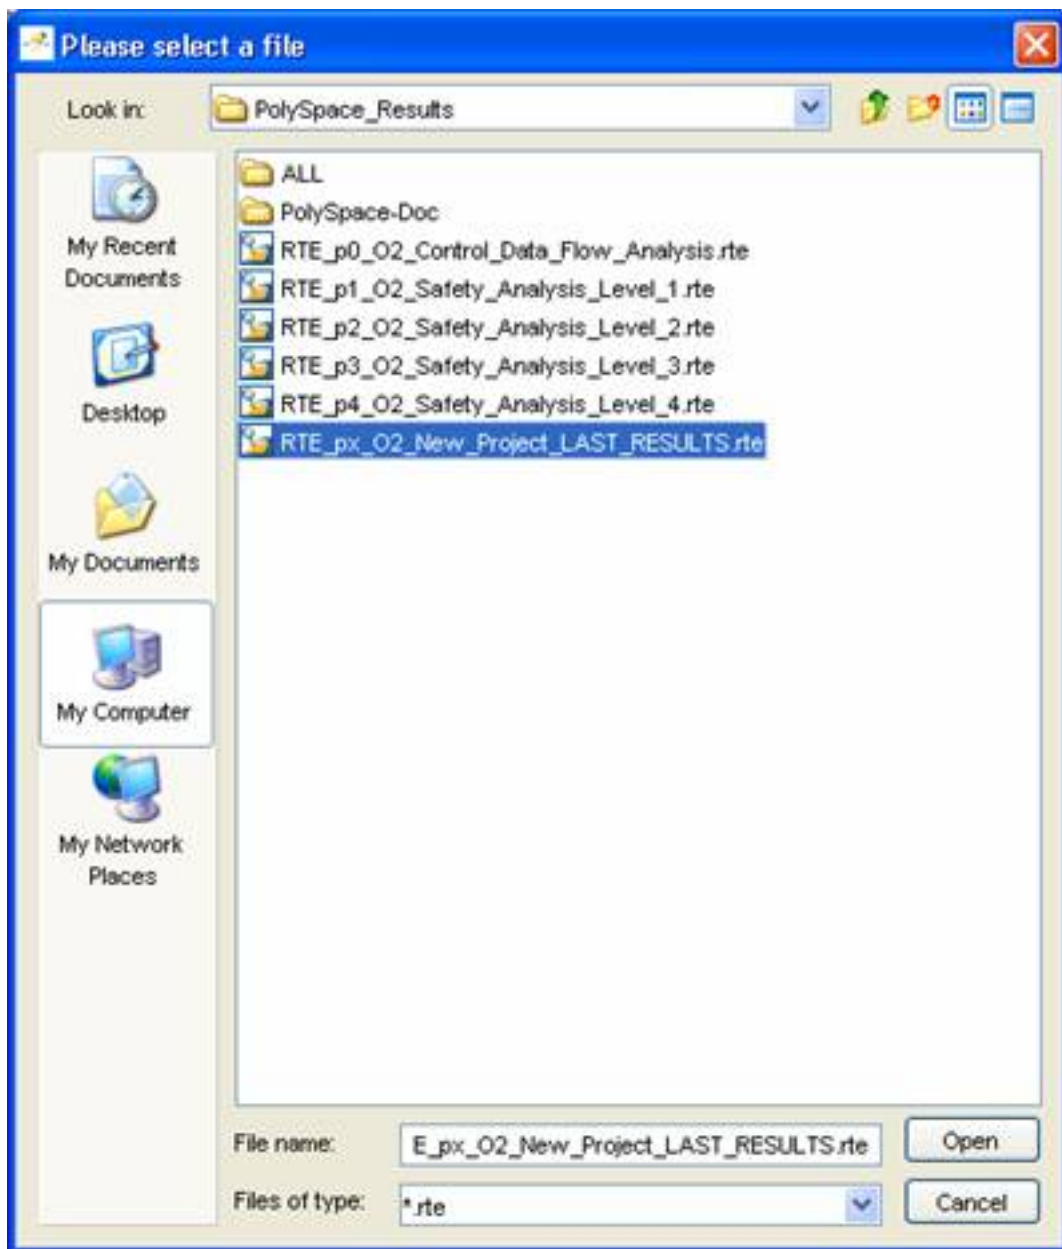 Please select a file
Look in:
PolySpace_Results
My Recent
Documents
Desktop
My Documents
My Computer
My Network
Places
ALL
PolySpace-Doc
RTE_p0_O2_Control_Data_Flow_Analysis.rte
RTE_p1_O2_Safety_Analysis_Level_1.rte
RTE_p2_O2_Safety_Analysis_Level_2.rte
RTE_p3_O2_Safety_Analysis_Level_3.rte
RTE_p4_O2_Safety_Analysis_Level_4.rte
RTE_px_O2_New_Project_LAST_RESULTS.rte
File name:
E_px_O2_New_Project_LAST_RESULTS.rte
Open
Files of type:
*.rte
Cancel